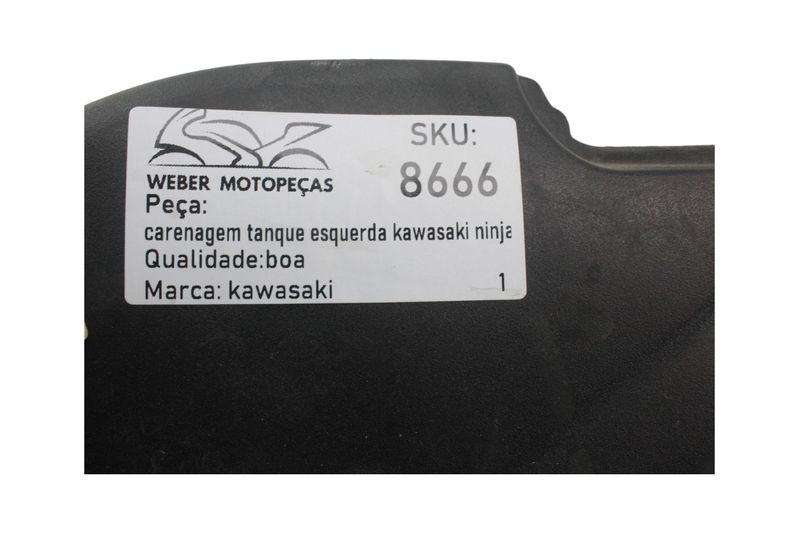 WEBER MOTOPEÇAS
SKU:
8666
Peça:
carenagem tanque esquerda kawasaki ninja
Qualidade:boa
Marca: kawasaki
1